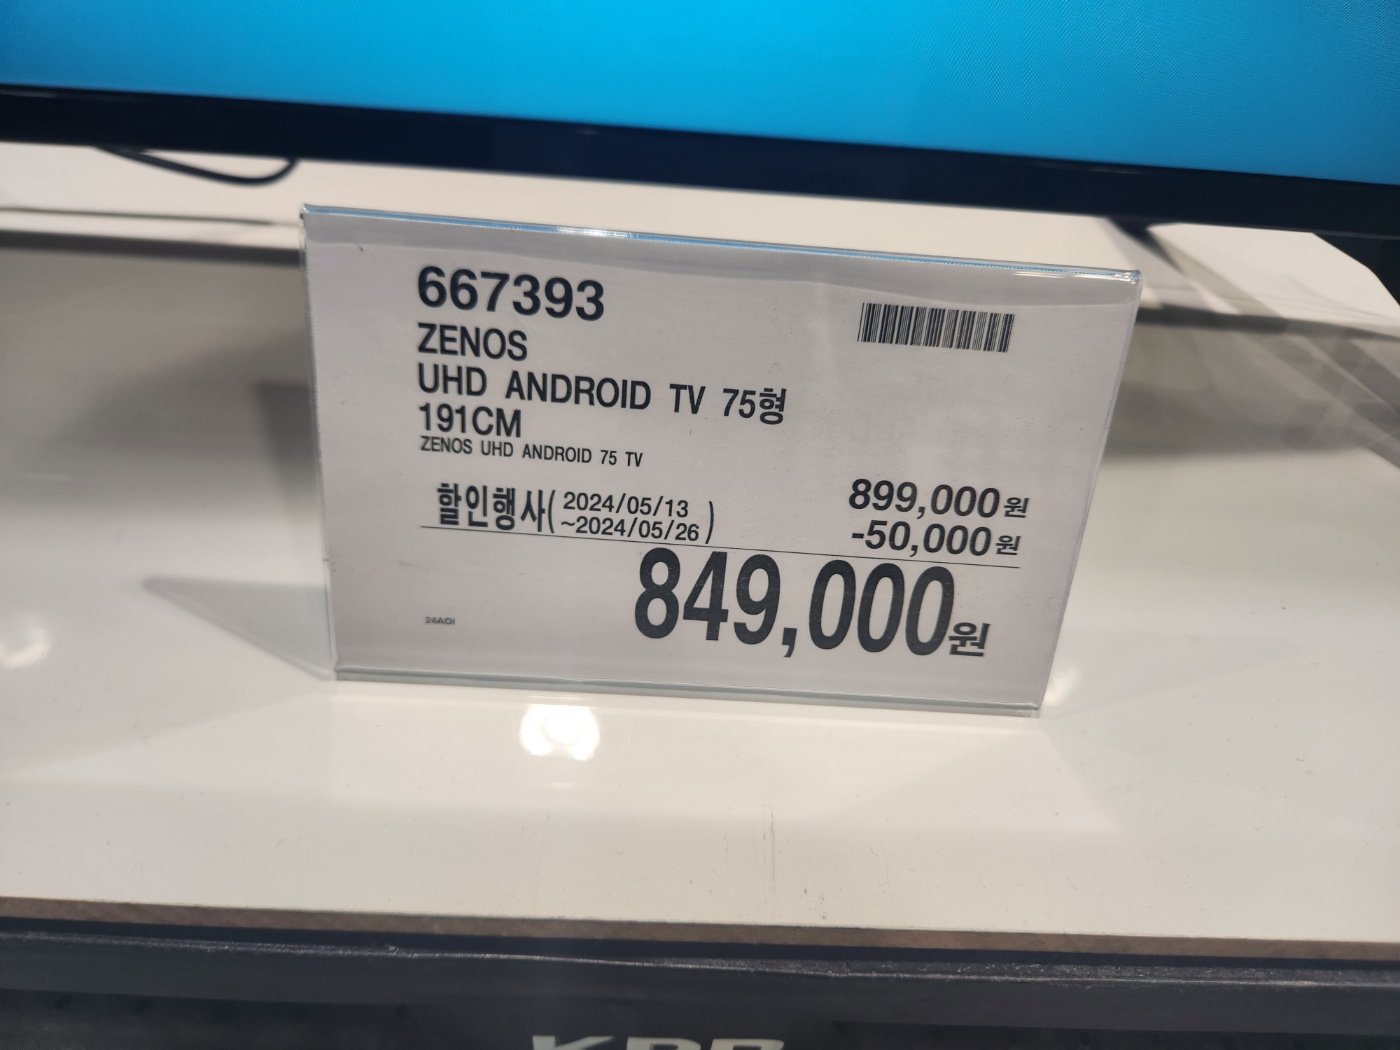 667393
ZENOS
UHD ANDROID TV 75형
191CM
ZENOS UHD ANDROID 75 TV
899,000원
할인행사( 2024/05/13
~2024/05/26 )
-50,000원
849,000원
24AOI